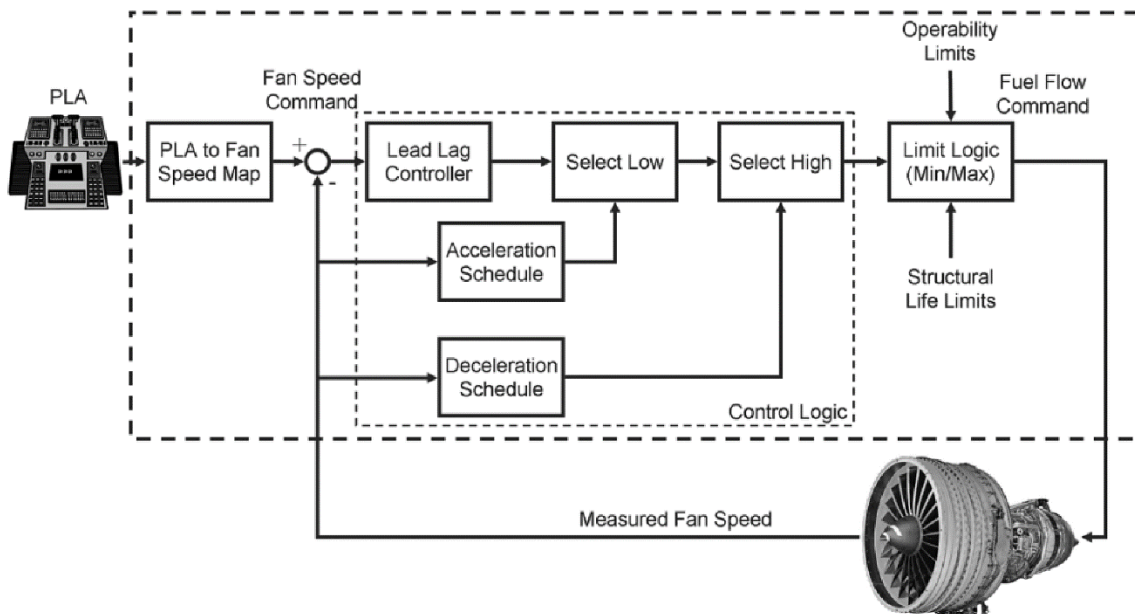 Operability
Limits
PLA
Fan Speed
Command
Fuel Flow
Command
PLA to Fan
Speed Map
+
-
Lead Lag
Controller
Select Low
Select High
Limit Logic
(Min/Max)
Acceleration
Schedule
Structural
Life Limits
Deceleration
Schedule
Control Logic
Measured Fan Speed